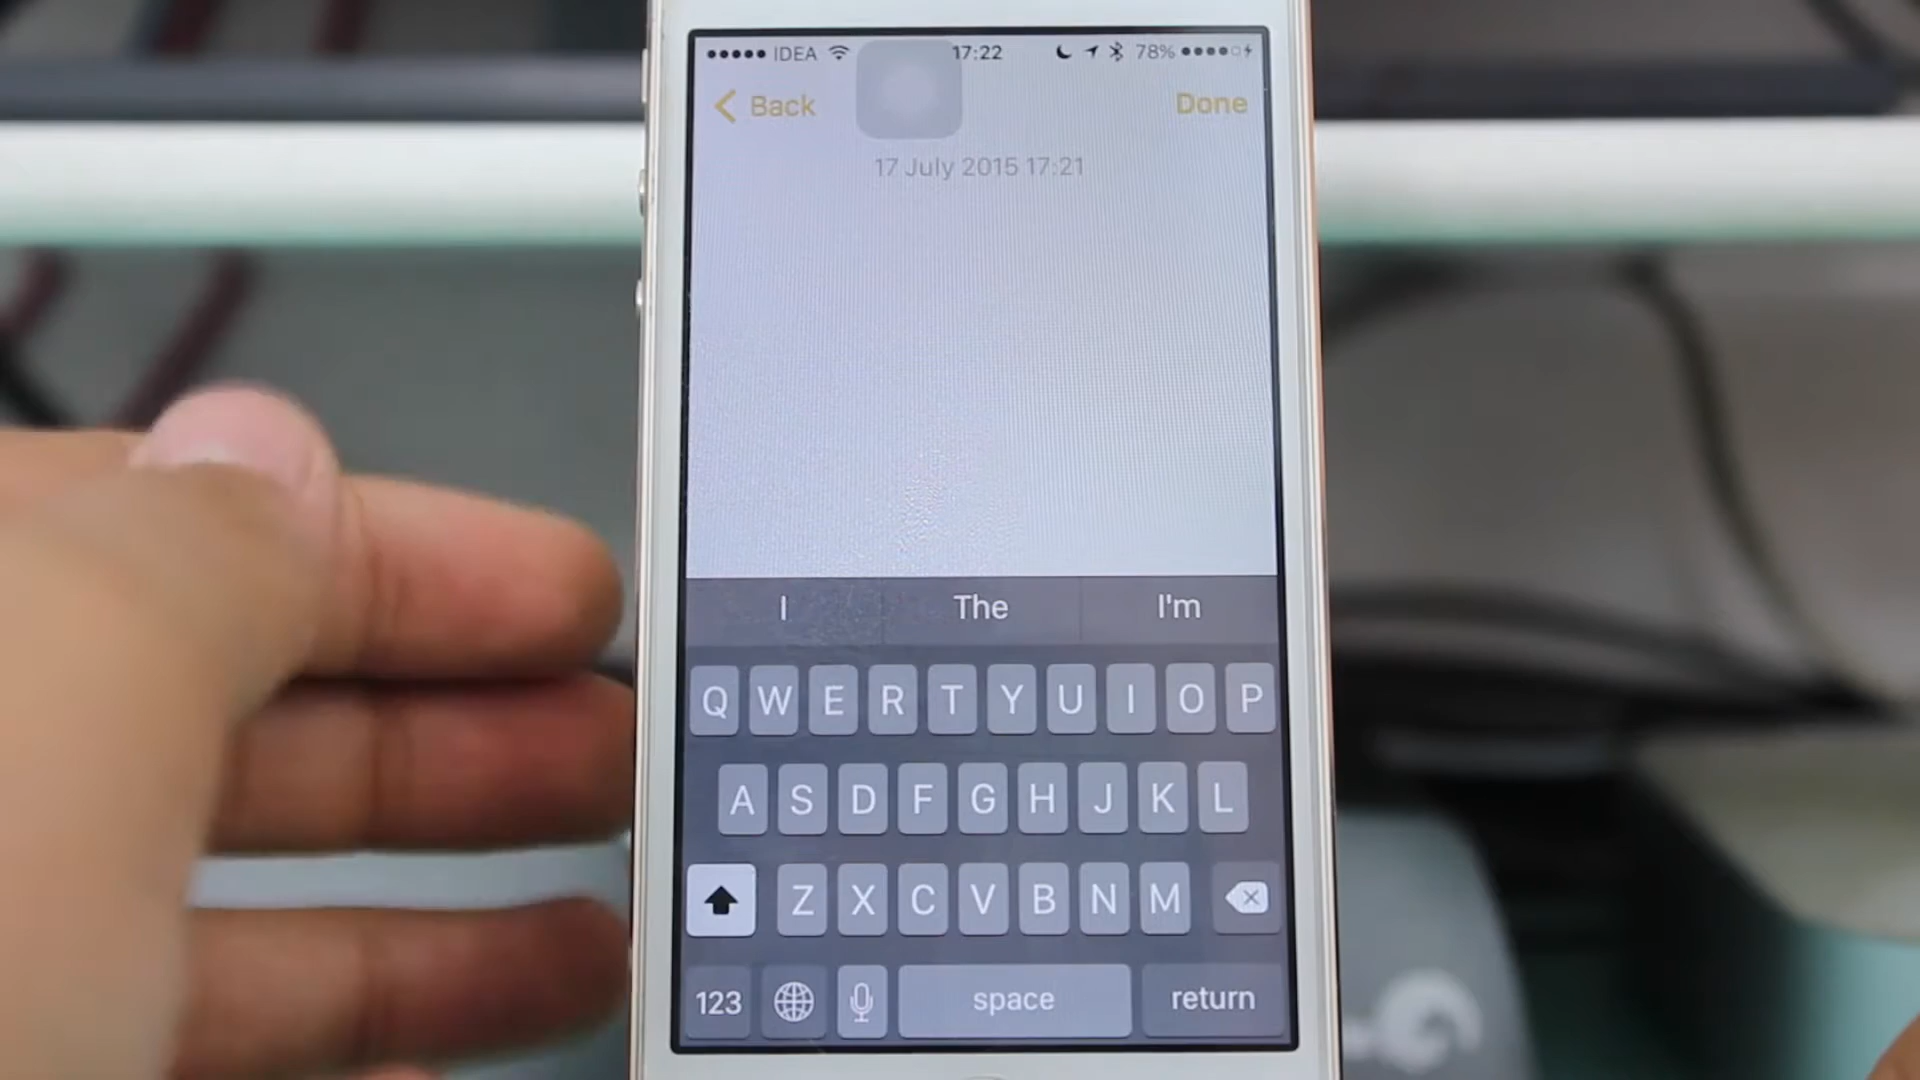 IDEA 17:22 78%
Back Done
17 July 2015 17:21
I The I'm
Q W E R T Y U I O P
A S D F G H J K L
Z X C V B N M
123 space return